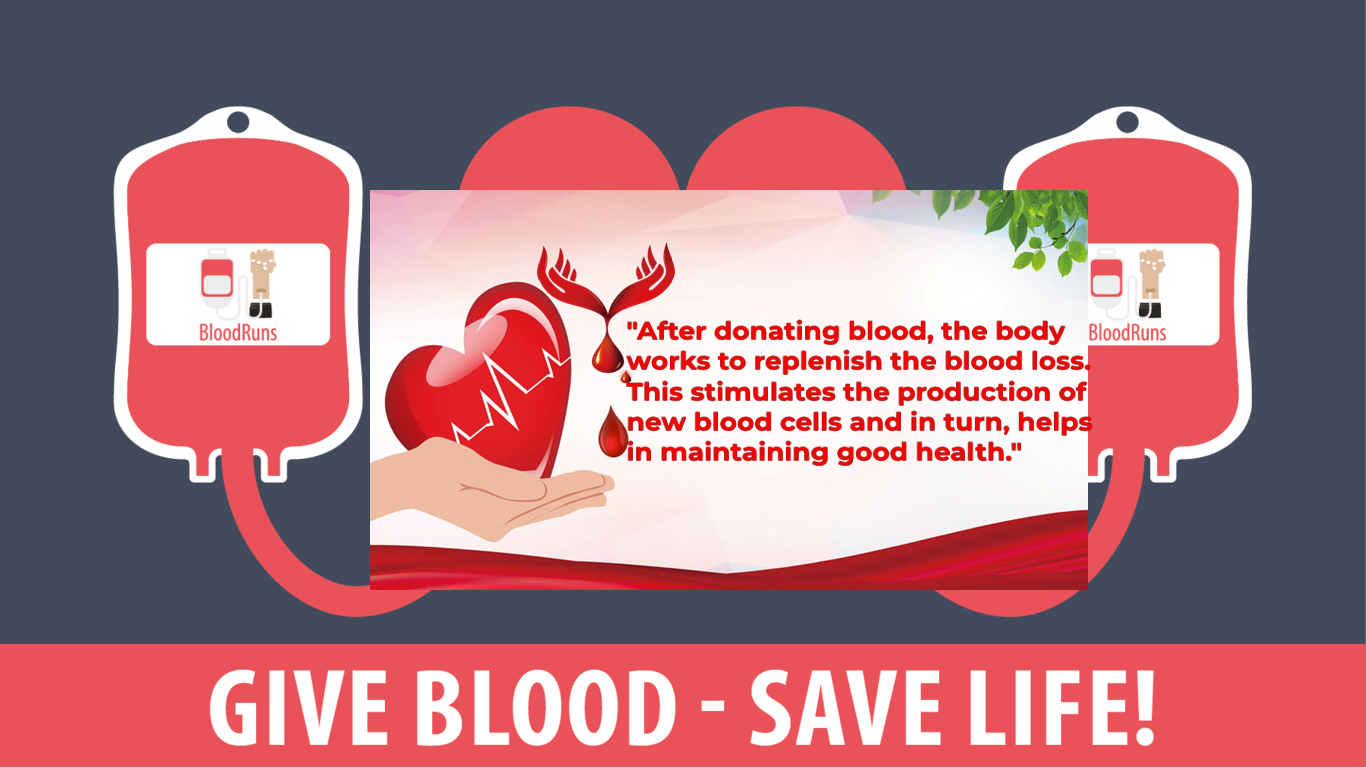 BloodRuns
"After donating blood, the body
works to replenish the blood loss.
This stimulates the production of
new blood cells and in turn, helps
in maintaining good health."
BloodRuns
GIVE BLOOD - SAVE LIFE!